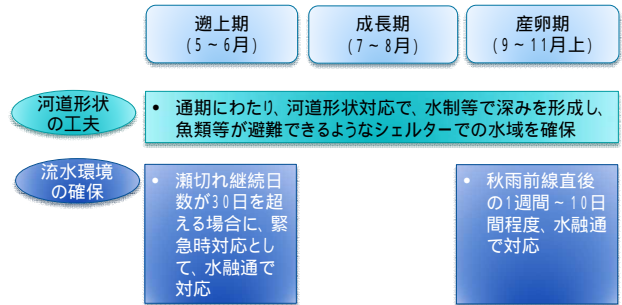 遡上期
(5~6月)
成長期
(7~8月)
産卵期
(9~11月上)
河道形状
の工夫
• 通期にわたり、河道形状対応で、水制等で深みを形成し、
魚類等が避難できるようなシェルターでの水域を確保
流水環境
の確保
• 瀬切れ継続日
数が30日を超
える場合に、緊
急時対応とし
て、水融通で
対応
• 秋雨前線直後
の1週間~10日
間程度、水融通
で対応